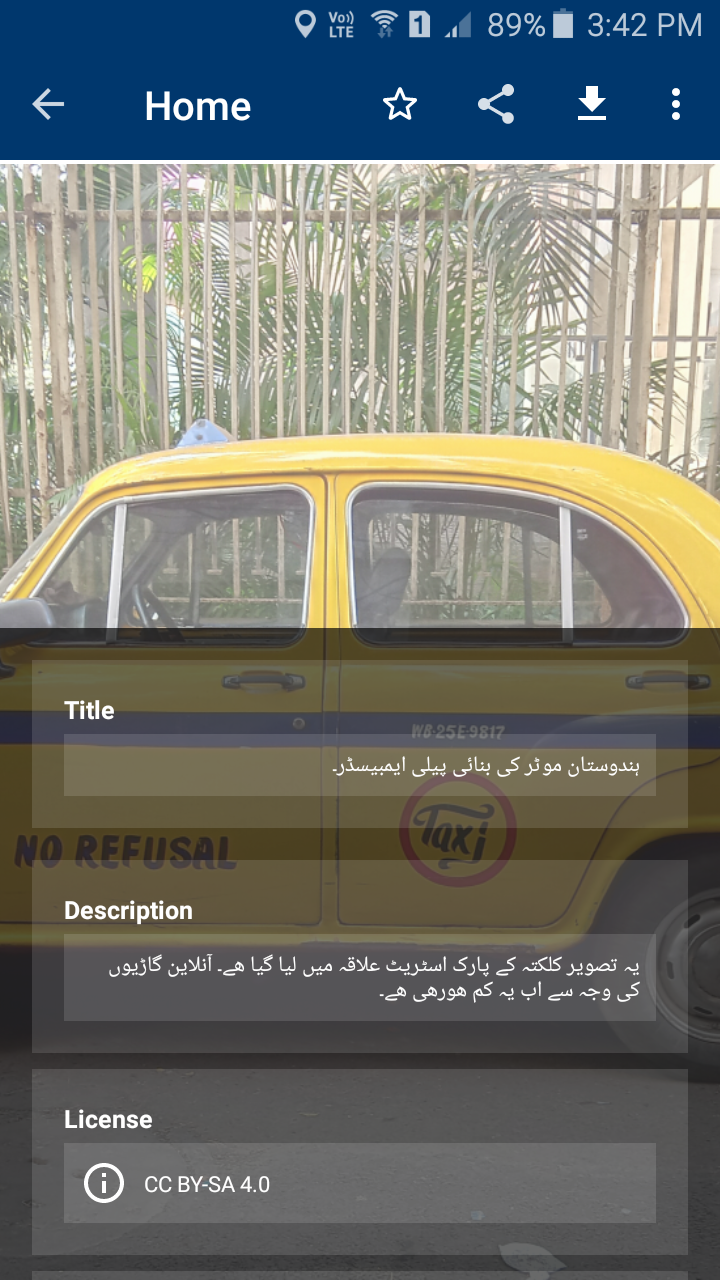 Vo)) LTE 1 89% 3:42 PM
Home
Title
WB-25E-9817
ہندوستان موٹر کی بنائی پیلی ایمبیسڈر۔
Taxi
NO REFUSAL
Description
یہ تصویر کلکتہ کے پارک اسٹریٹ علاقہ میں لیا گیا ھے۔ آنلاین گاڑیوں
کی وجہ سے اب یہ کم ھورھی ھے۔
License
CC BY-SA 4.0